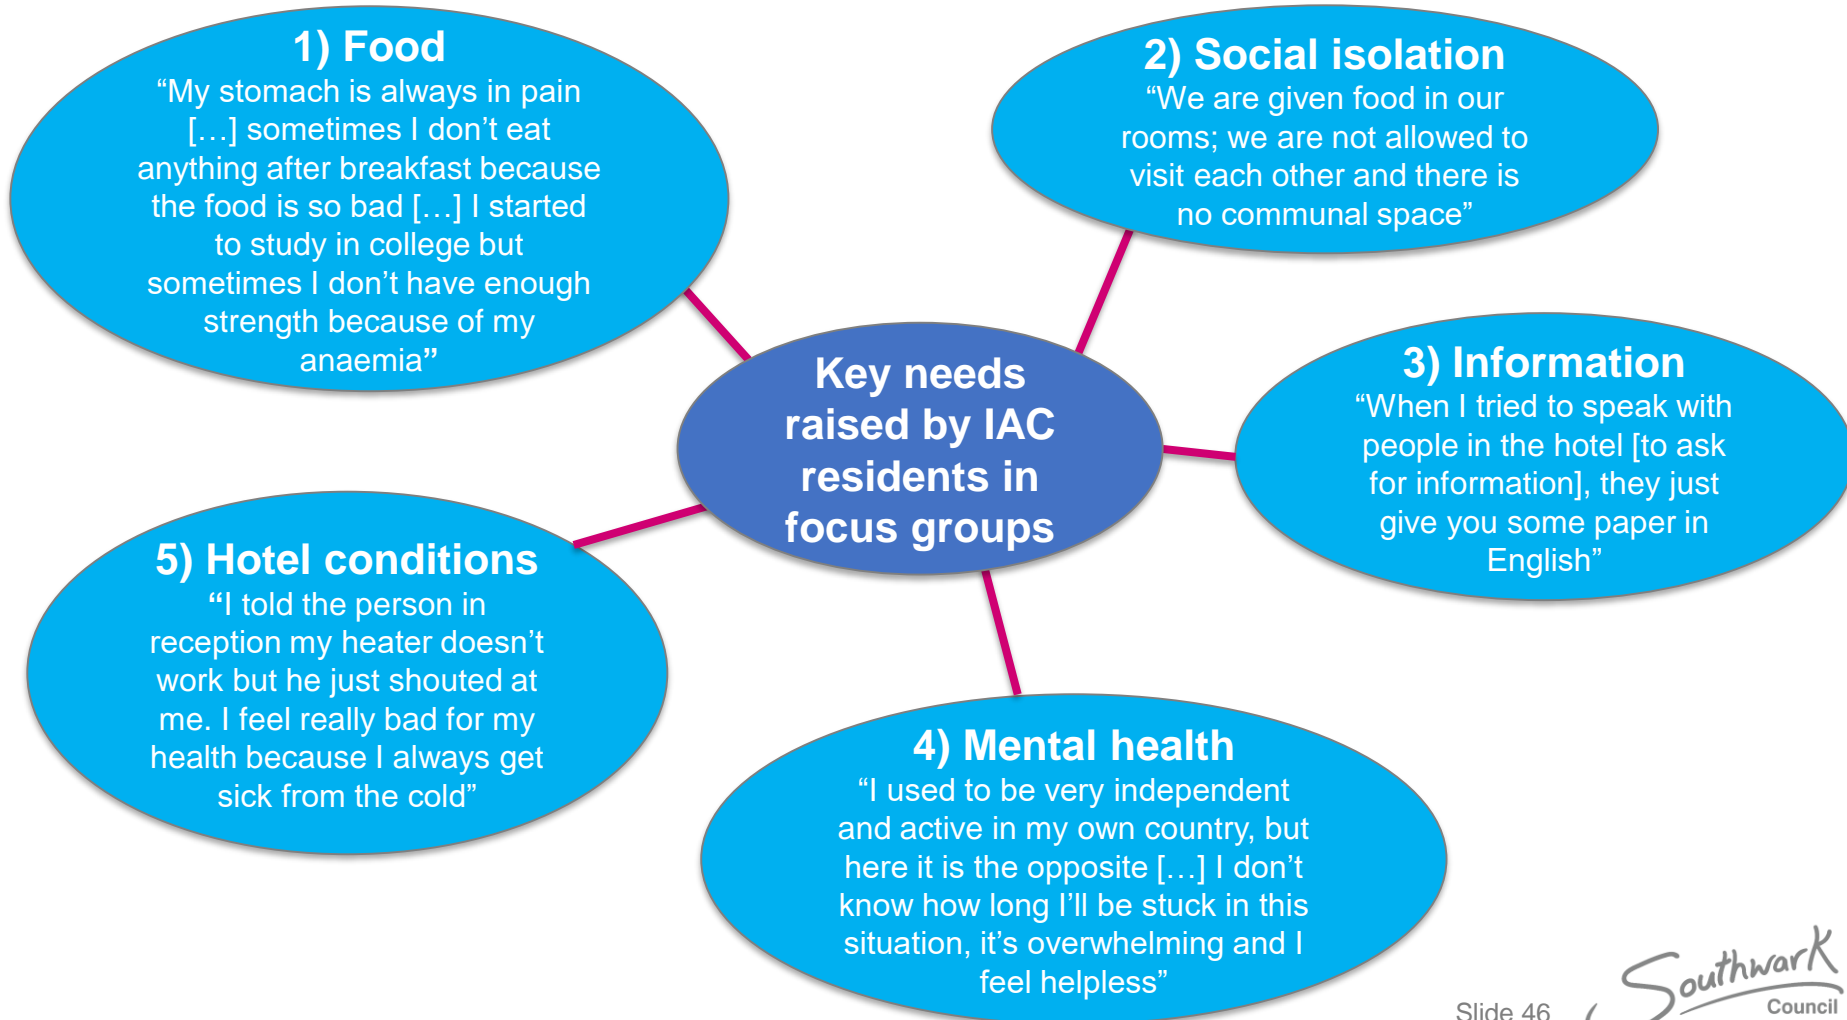 1) Food
“My stomach is always in pain
[…] sometimes I don’t eat
anything after breakfast because
the food is so bad […] I started
to study in college but
sometimes I don’t have enough
strength because of my
anaemia”
2) Social isolation
“We are given food in our
rooms; we are not allowed to
visit each other and there is
no communal space”
Key needs
raised by IAC
residents in
focus groups
3) Information
“When I tried to speak with
people in the hotel [to ask
for information], they just
give you some paper in
English”
5) Hotel conditions
“I told the person in
reception my heater doesn’t
work but he just shouted at
me. I feel really bad for my
health because I always get
sick from the cold”
4) Mental health
“I used to be very independent
and active in my own country, but
here it is the opposite […] I don’t
know how long I’ll be stuck in this
situation, it’s overwhelming and I
feel helpless”
Slide 46
Southwark
Council